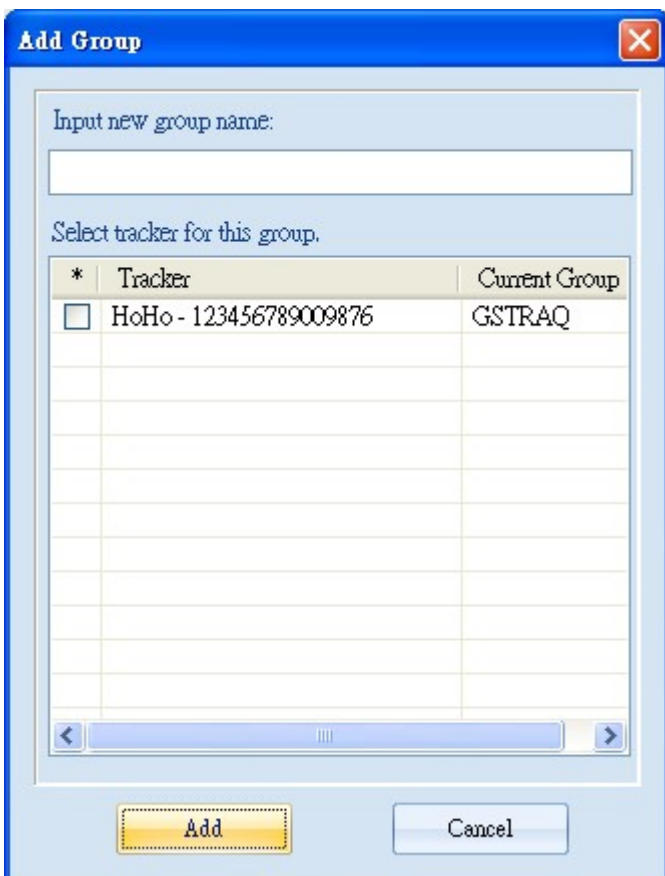 Add Group
Input new group name:
Select tracker for this group.
* Tracker Current Group
HoHo - 123456789009876 GSTRAQ
Add Cancel